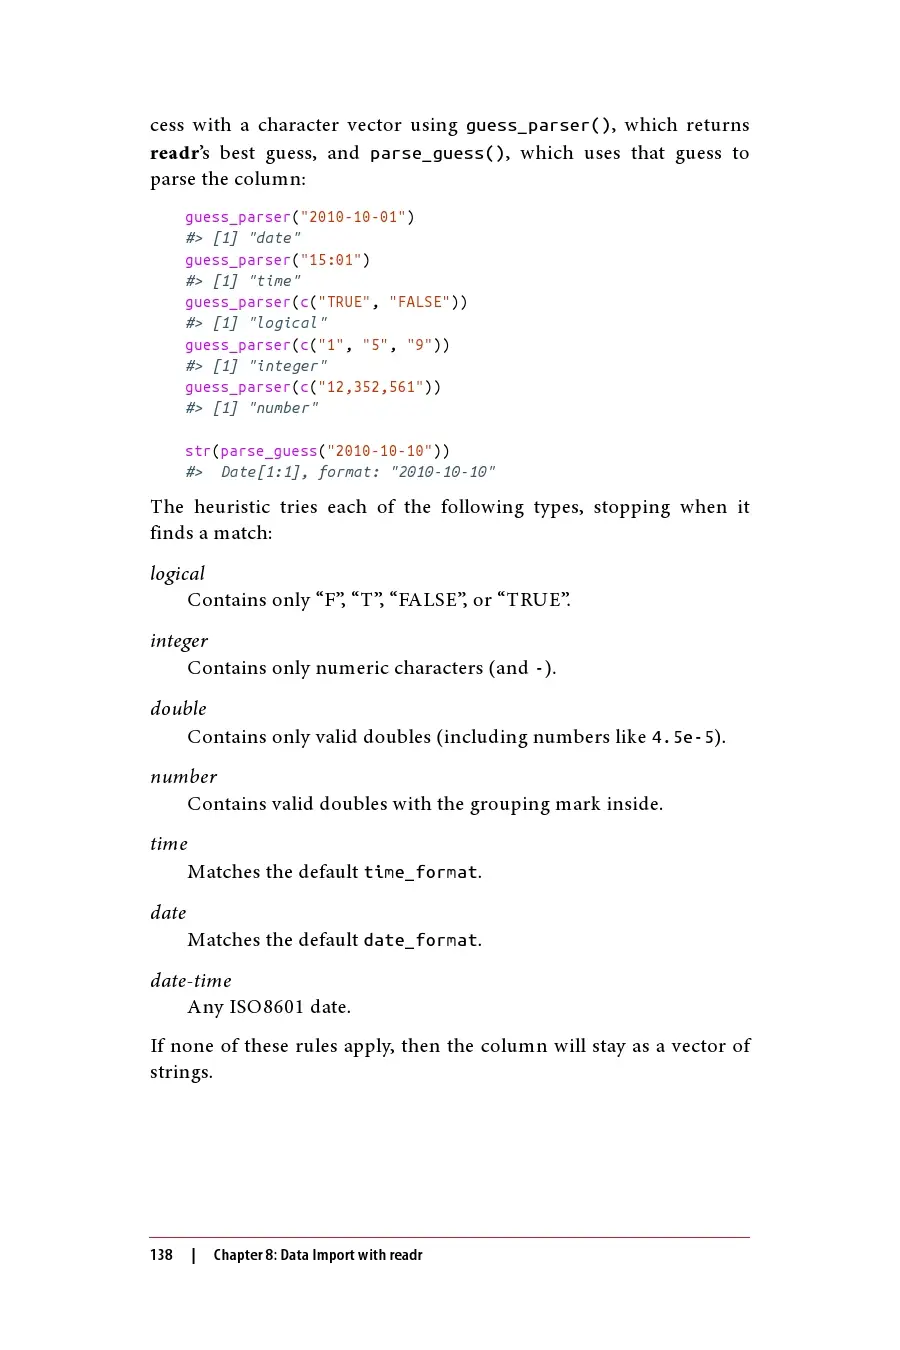 cess with a character vector using guess_parser(), which returns
readr’s best guess, and parse_guess(), which uses that guess to
parse the column:
guess_parser("2010-10-01")
#> [1] "date"
guess_parser("15:01")
#> [1] "time"
guess_parser(c("TRUE", "FALSE"))
#> [1] "logical"
guess_parser(c("1", "5", "9"))
#> [1] "integer"
guess_parser(c("12,352,561"))
#> [1] "number"
str(parse_guess("2010-10-10"))
#>  Date[1:1], format: "2010-10-10"
The heuristic tries each of the following types, stopping when it
finds a match:
logical
Contains only “F”, “T”, “FALSE”, or “TRUE”.
integer
Contains only numeric characters (and -).
double
Contains only valid doubles (including numbers like 4.5e-5).
number
Contains valid doubles with the grouping mark inside.
time
Matches the default time_format.
date
Matches the default date_format.
date-time
Any ISO8601 date.
If none of these rules apply, then the column will stay as a vector of
strings.
138 | Chapter 8: Data Import with readr